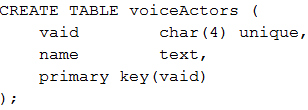 CREATE TABLE voiceActors (
    vaid        char(4) unique,
    name        text,
    primary key(vaid)
);